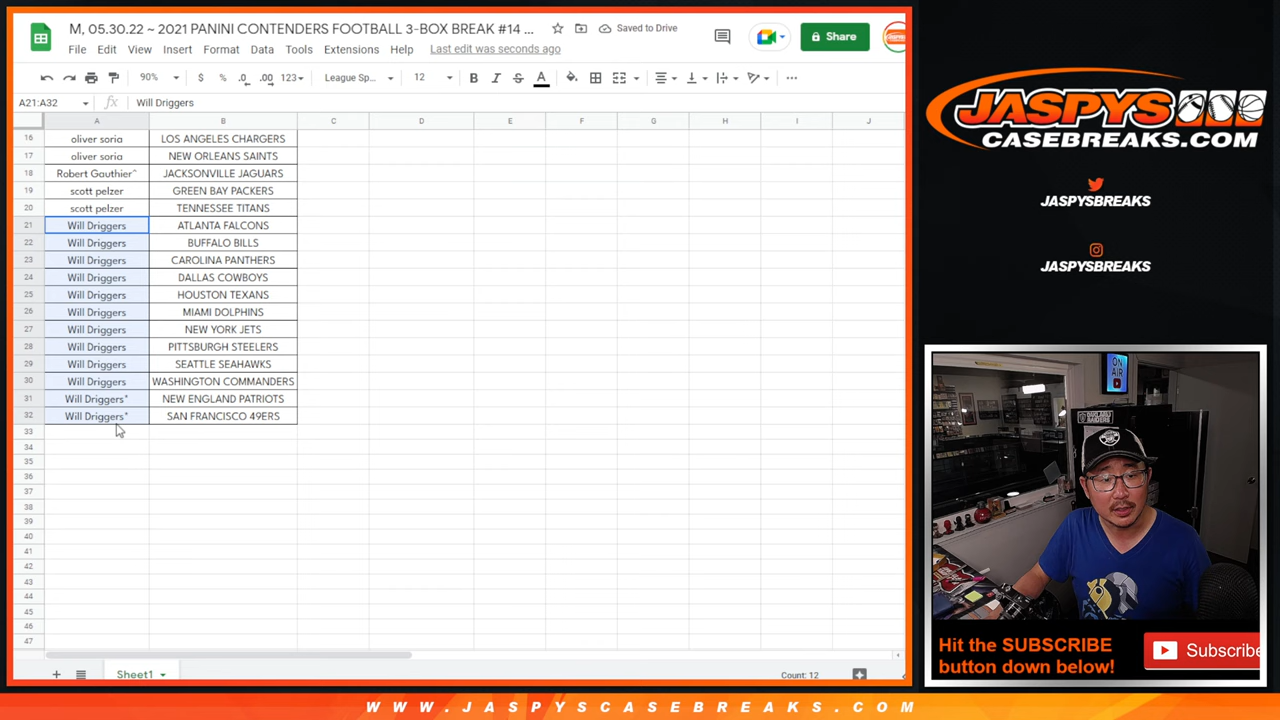 M, 05.30.22 ~ 2021 PANINI CONTENDERS FOOTBALL 3-BOX BREAK #14 ...
Saved to Drive
Share
File Edit View Insert Format Data Tools Extensions Help Last edit was seconds ago
90% $ % .0 .00 123 League Sp... 12 B I S A
A21:A32 fx Will Driggers
A B C D E F G H I J
16 oliver soria LOS ANGELES CHARGERS
17 oliver soria NEW ORLEANS SAINTS
18 Robert Gauthier^ JACKSONVILLE JAGUARS
19 scott pelzer GREEN BAY PACKERS
20 scott pelzer TENNESSEE TITANS
21 Will Driggers ATLANTA FALCONS
22 Will Driggers BUFFALO BILLS
23 Will Driggers CAROLINA PANTHERS
24 Will Driggers DALLAS COWBOYS
25 Will Driggers HOUSTON TEXANS
26 Will Driggers MIAMI DOLPHINS
27 Will Driggers NEW YORK JETS
28 Will Driggers PITTSBURGH STEELERS
29 Will Driggers SEATTLE SEAHAWKS
30 Will Driggers WASHINGTON COMMANDERS
31 Will Driggers* NEW ENGLAND PATRIOTS
32 Will Driggers* SAN FRANCISCO 49ERS
33
34
35
36
37
38
39
40
41
42
43
44
45
46
47
Sheet1
Count: 12
JASPYS
CASEBREAKS.COM
JASPYSBREAKS
JASPYSBREAKS
ON
AIR
Hit the SUBSCRIBE
button down below!
Subscribe
WWW.JASPYSCASEBREAKS.COM